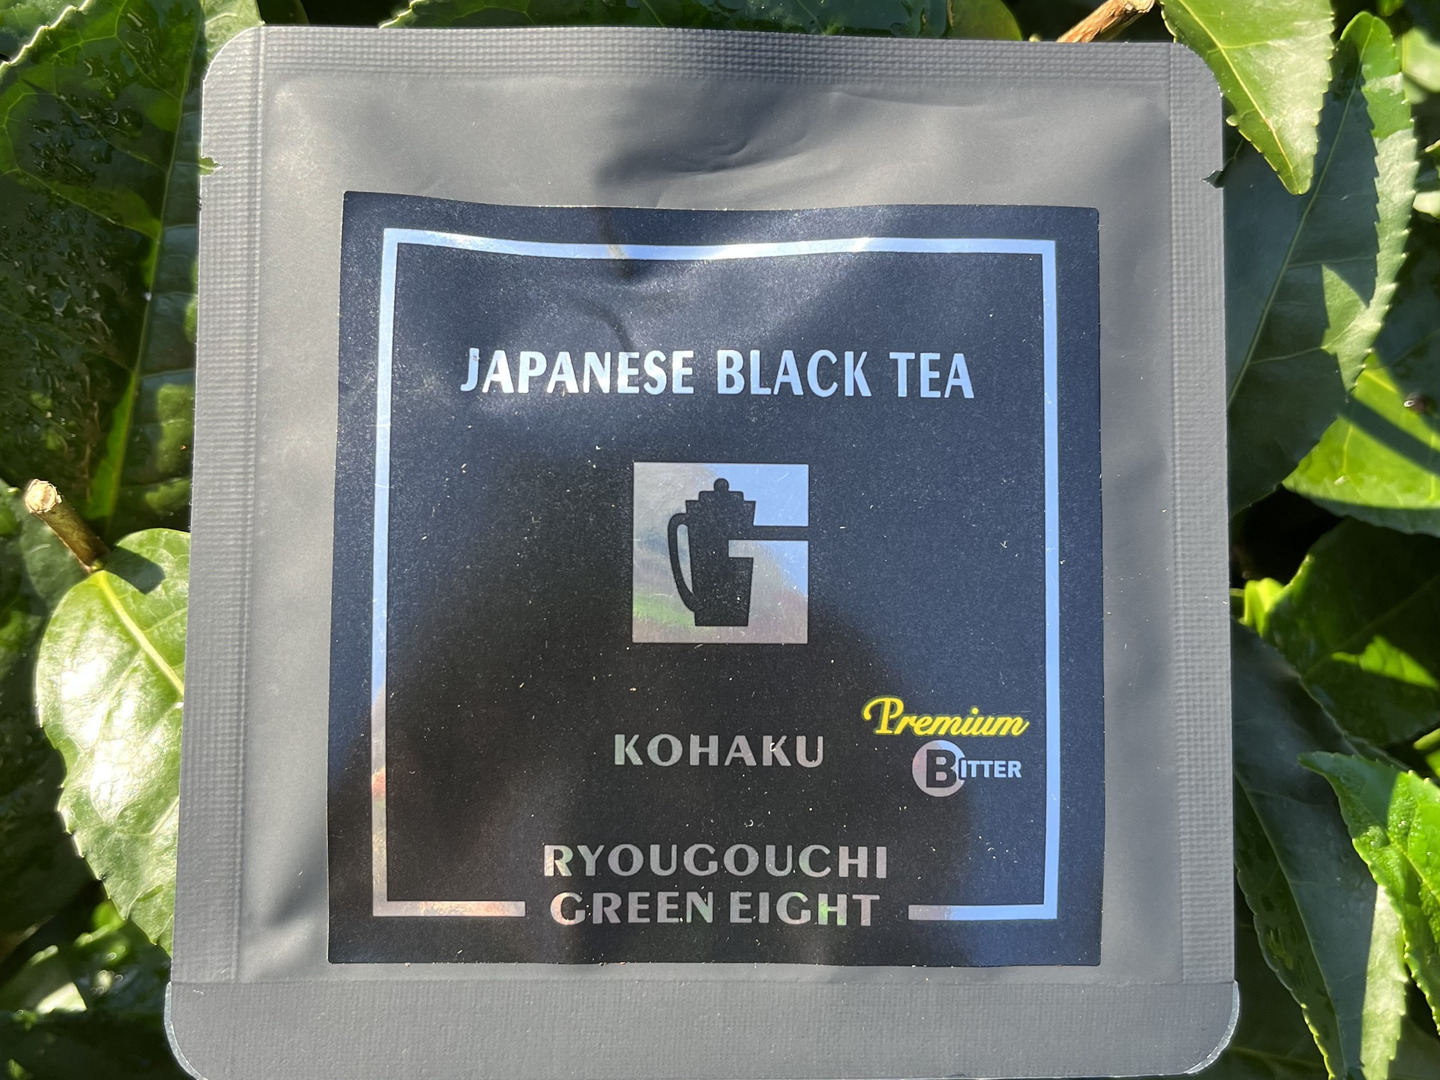 JAPANESE BLACK TEA
KOHAKU
Premium
BITTER
RYOUGOUCHI
GREEN EIGHT